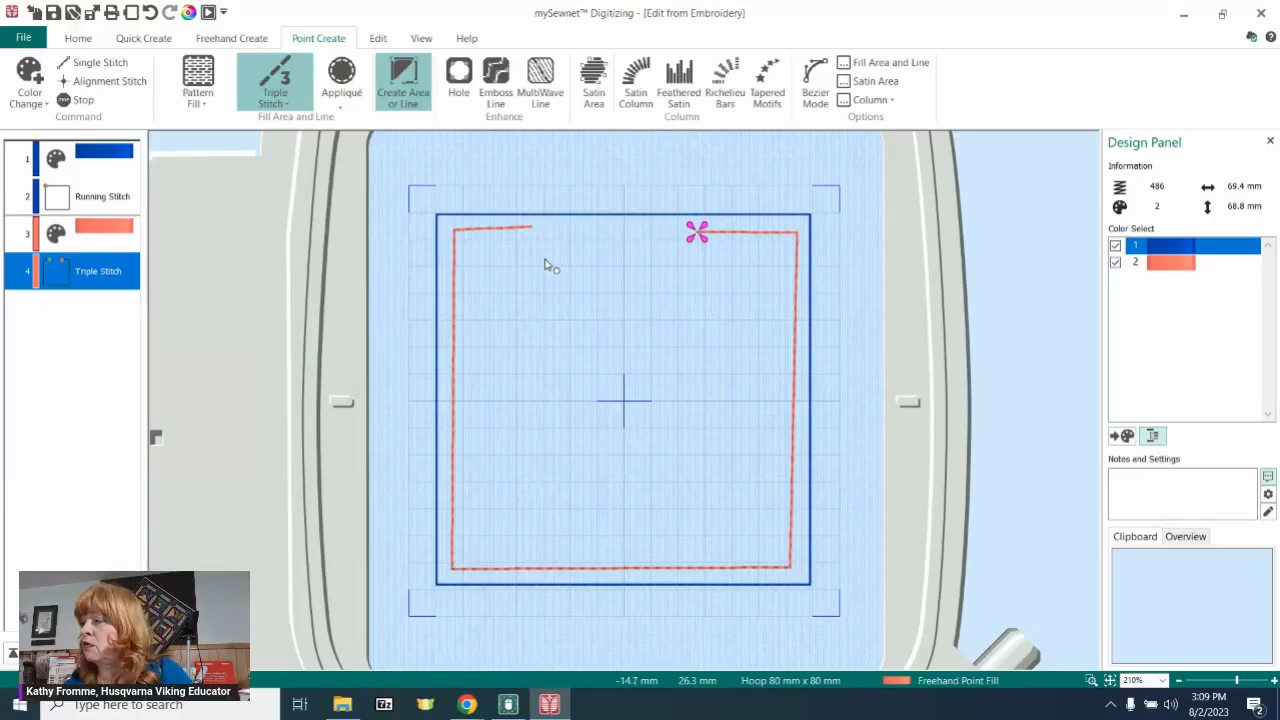 mySewnet™ Digitizing - [Edit from Embroidery]
File Home Quick Create Freehand Create Point Create Edit View Help
Color Change
Single Stitch
Alignment Stitch
Stop
Command
Pattern Fill
Triple Stitch
Appliqué
Create Area or Line
Fill Area and Line
Hole
Emboss Line
MultiWave Line
Enhance
Satin Area
Satin Column
Feathered Satin
Richelieu Bars
Tapered Motifs
Column
Bezier Mode
Fill Area and Line
Satin Area
Column
Options
1
2 Running Stitch
3
4 Triple Stitch
Design Panel
Information
486 69.4 mm
2 68.8 mm
Color Select
1
2
Notes and Settings
Clipboard Overview
Kathy Fromme, Husqvarna Viking Educator
-14.7 mm 26.3 mm Hoop 80 mm x 80 mm Freehand Point Fill 210%
Type here to search
3:09 PM
8/2/2023
2